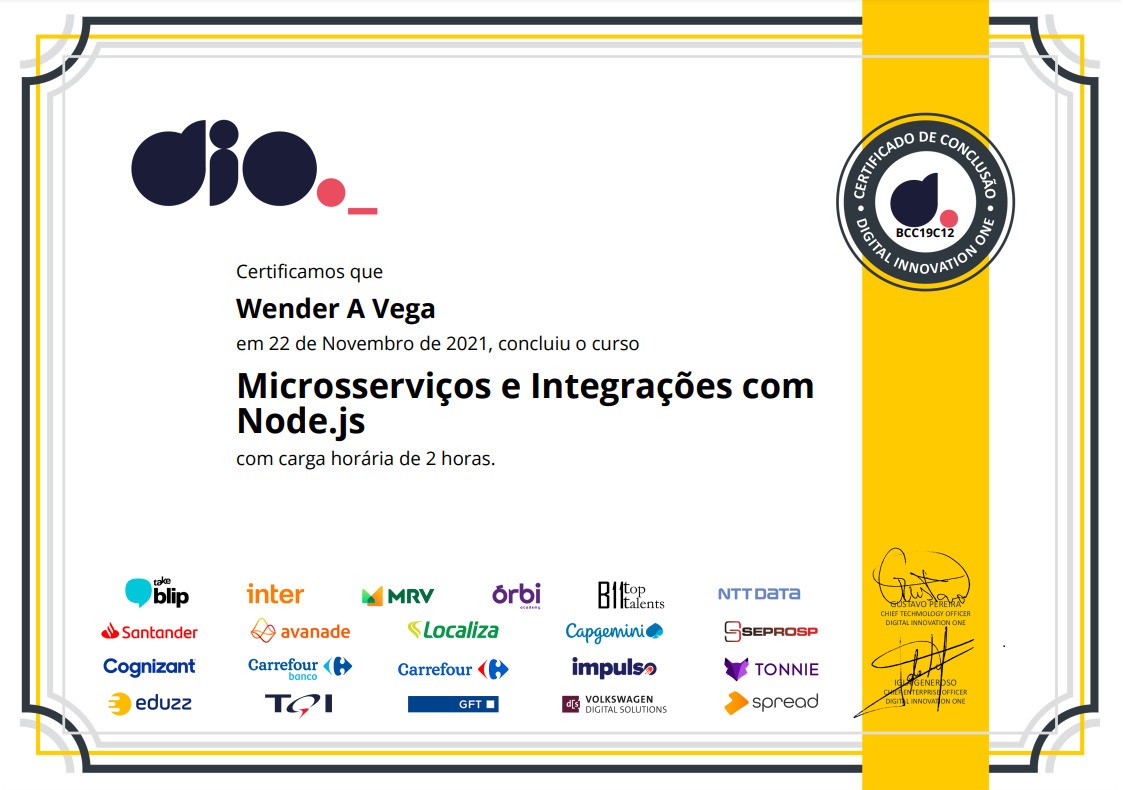 dio._
CERTIFICADO DE CONCLUSÃO
d.
BCC19C12
DIGITAL INNOVATION ONE
Certificamos que
Wender A Vega
em 22 de Novembro de 2021, concluiu o curso
Microsserviços e Integrações com
Node.js
com carga horária de 2 horas.
take blip
inter
MRV
órbi academy
B11 top talents
NTT DATA
Santander
avanade
Localiza
Capgemini
SEPROSP
Cognizant
Carrefour banco
Carrefour
impulso
TONNIE
eduzz
TQI
GFT
d[s VOLKSWAGEN DIGITAL SOLUTIONS
spread
GUSTAVO PEREIRA
CHIEF TECHNOLOGY OFFICER
DIGITAL INNOVATION ONE
GENEROSO
CHIEF ENTERPRISE OFFICER
DIGITAL INNOVATION ONE